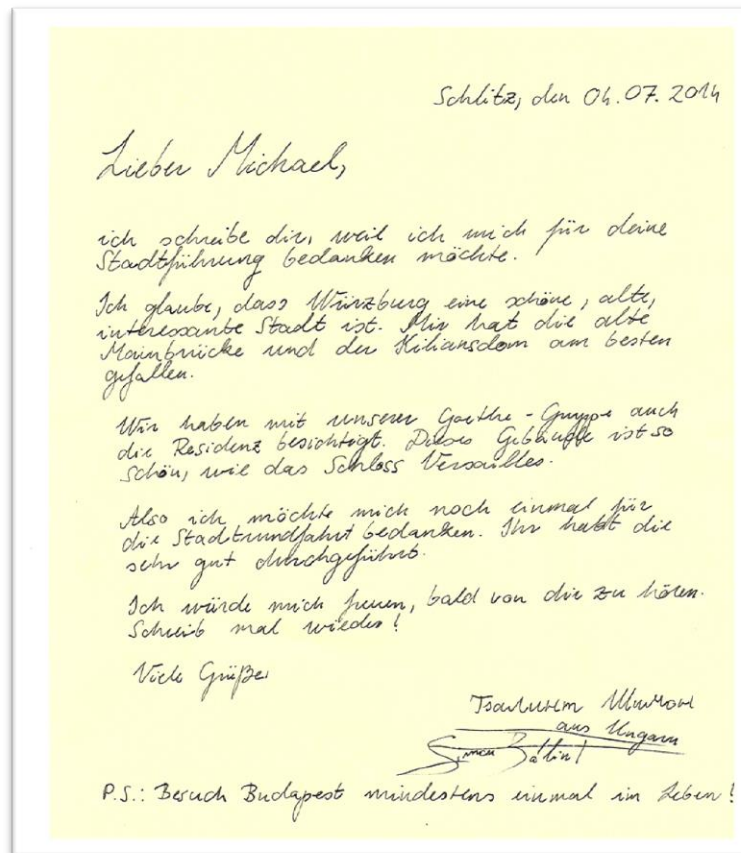 Schlitz, den 04.07.2014
Lieber Michael,
ich schreibe dir, weil ich mich für deine
Stadtführung bedanken möchte.
Ich glaube, dass Würzburg eine schöne, alte,
interessante Stadt ist. Mir hat die alte
Mainbrücke und der Kiliansdom am besten
gefallen.
Wir haben mit unserer Goethe-Gruppe auch
die Residenz besichtigt. Dieses Gebäude ist so
schön, wie das Schloss Versailles.
Also ich möchte mich noch einmal für
die Stadtrundfahrt bedanken. Ihr habt die
sehr gut durchgeführt.
Ich würde mich freuen, bald von dir zu hören.
Schreib mal wieder!
Viele Grüße
aus Ungarn
Simon Bálint
P.S.: Besuch Budapest mindestens einmal im Leben!